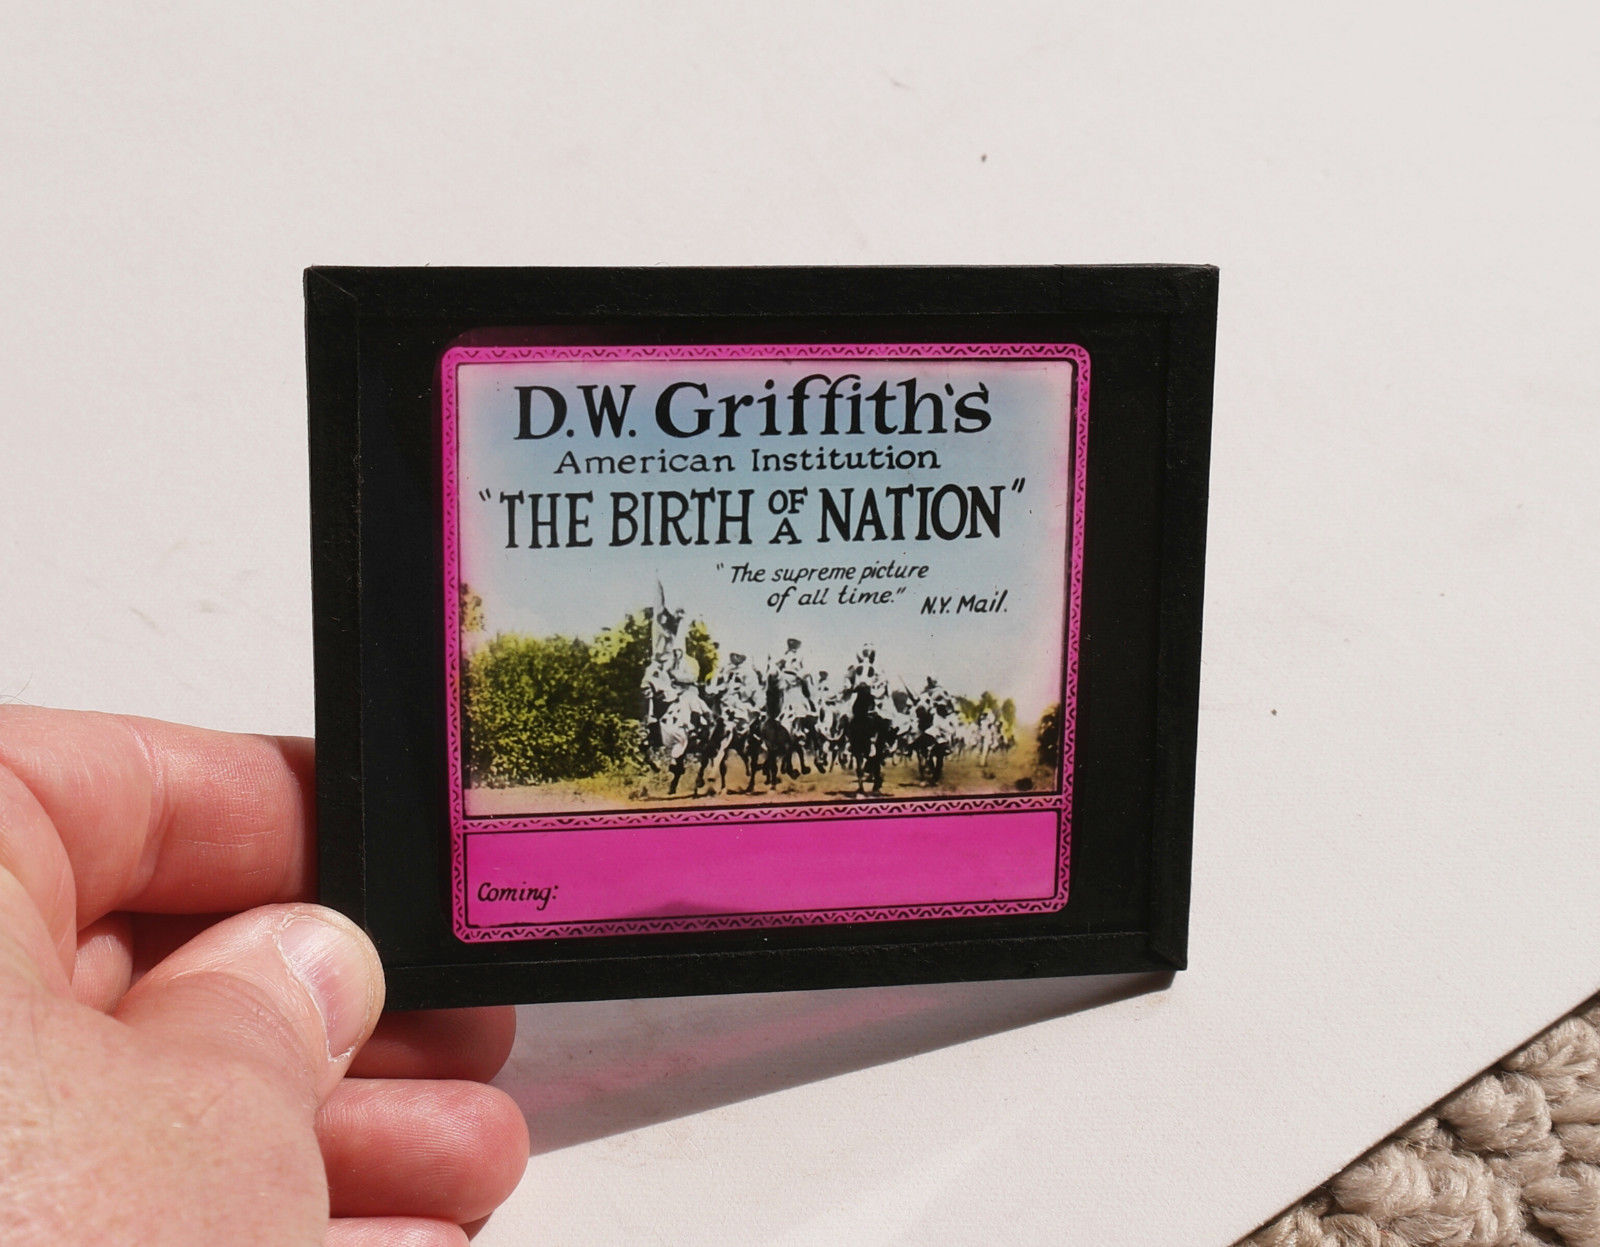 D.W. Griffith's
American Institution
"THE BIRTH OF A NATION"
"The supreme picture
of all time." N.Y. Mail.
Coming: